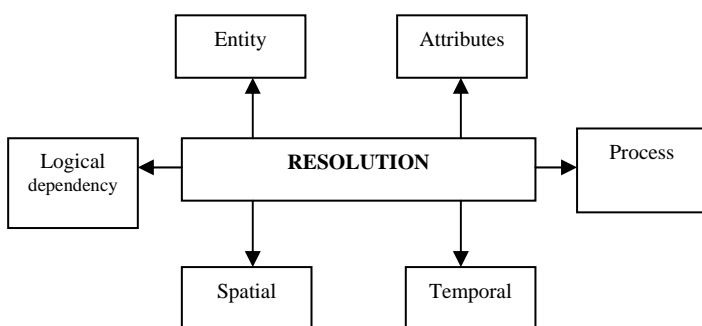 Entity
Attributes
Logical
dependency
RESOLUTION
Process
Spatial
Temporal